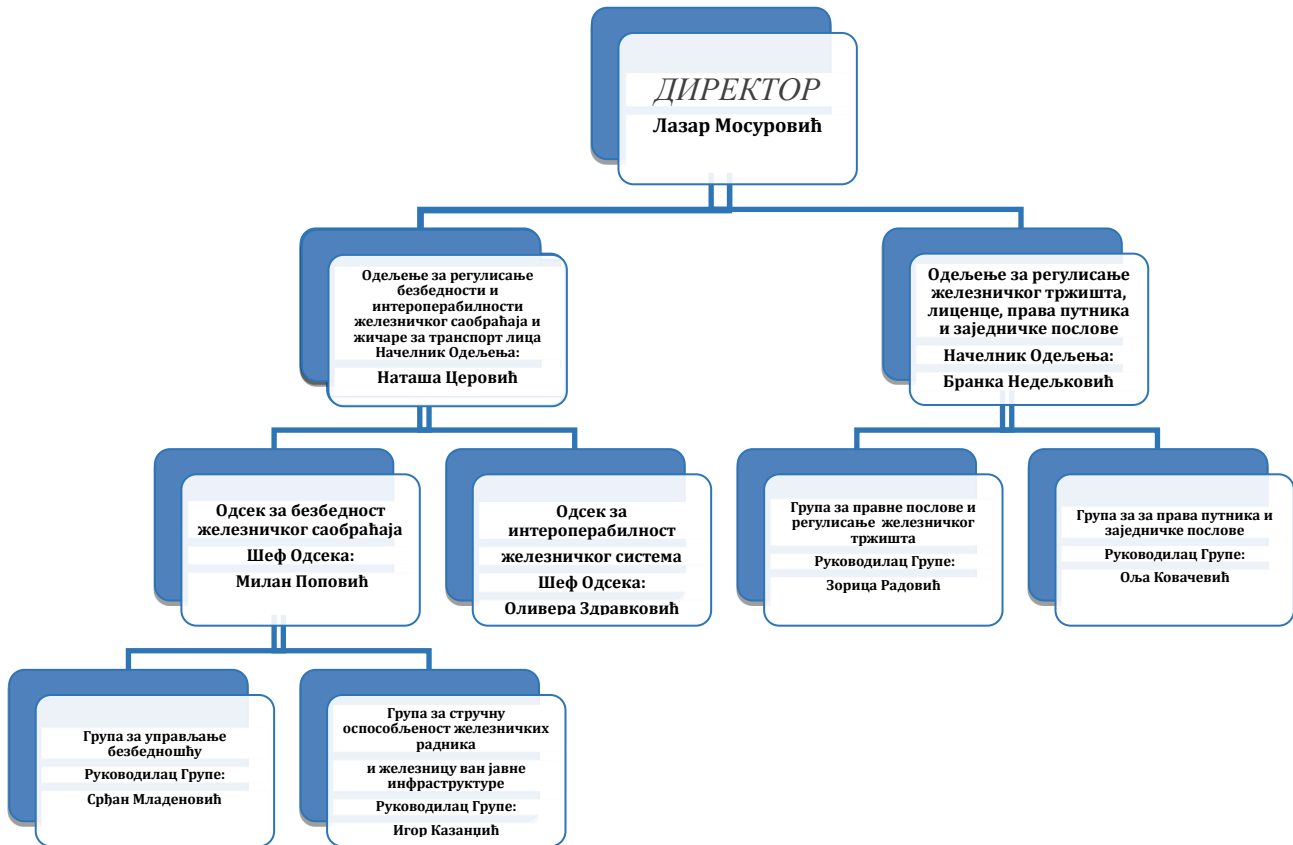 ДИРЕКТОР
Лазар Мосуровић
Одељење за регулисање
безбедности и
интероперабилности
железничког саобраћаја и
жичаре за транспорт лица
Начелник Одељења:
Наташа Церовић
Одељење за регулисање
железничког тржишта,
лиценце, права путника
и заједничке послове
Начелник Одељења:
Бранка Недељковић
Одсек за безбедност
железничког саобраћаја
Шеф Одсека:
Милан Поповић
Одсек за
интероперабилност
железничког система
Шеф Одсека:
Оливера Здравковић
Група за правне послове и
регулисање железничког
тржишта
Руководилац Групе:
Зорица Радовић
Група за за права путника и
заједничке послове
Руководилац Групе:
Оља Ковачевић
Група за управљање
безбедношћу
Руководилац Групе:
Срђан Младеновић
Група за стручну
оспособљеност железничких
радника
и железницу ван јавне
инфраструктуре
Руководилац Групе:
Игор Казанџић